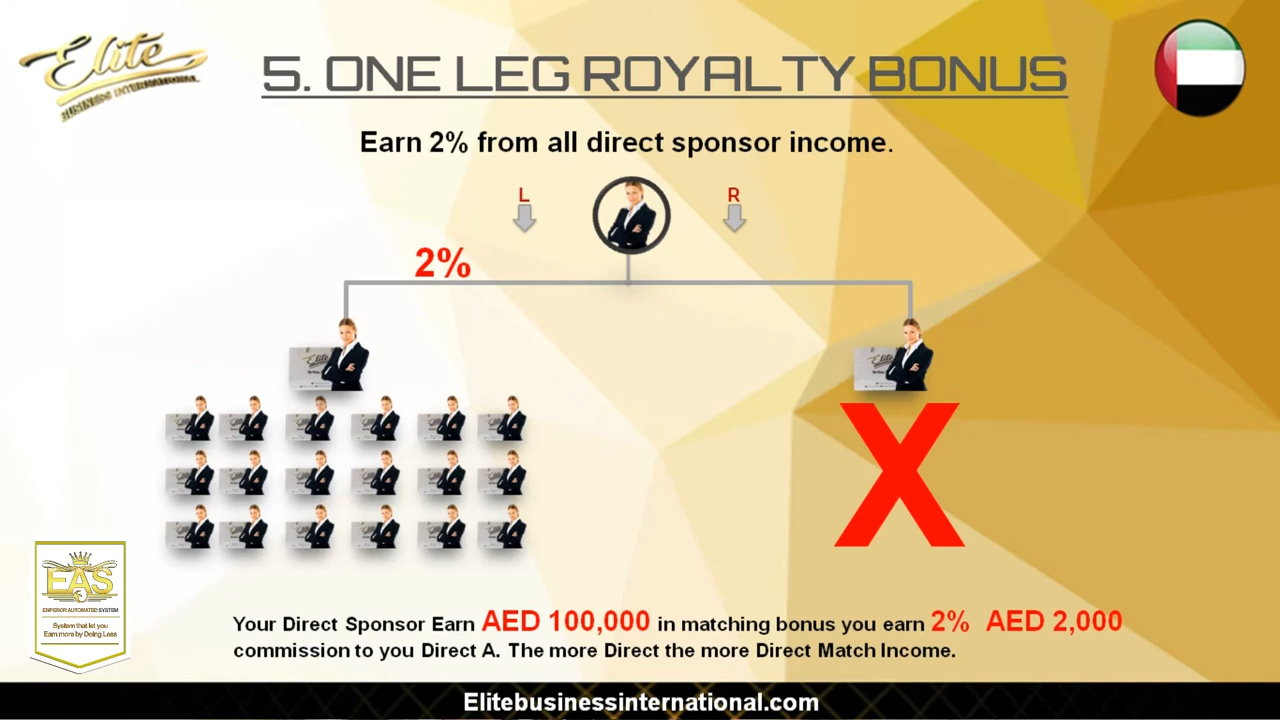 Elite
BUSINESS INTERNATIONAL
5. ONE LEG ROYALTY BONUS
Earn 2% from all direct sponsor income.
L
R
2%
Elite
Elite
X
EAS
EMPEROR AUTOMATED SYSTEM
System that let you
Earn more by Doing Less
Your Direct Sponsor Earn AED 100,000 in matching bonus you earn 2% AED 2,000
commission to you Direct A. The more Direct the more Direct Match Income.
Elitebusinessinternational.com